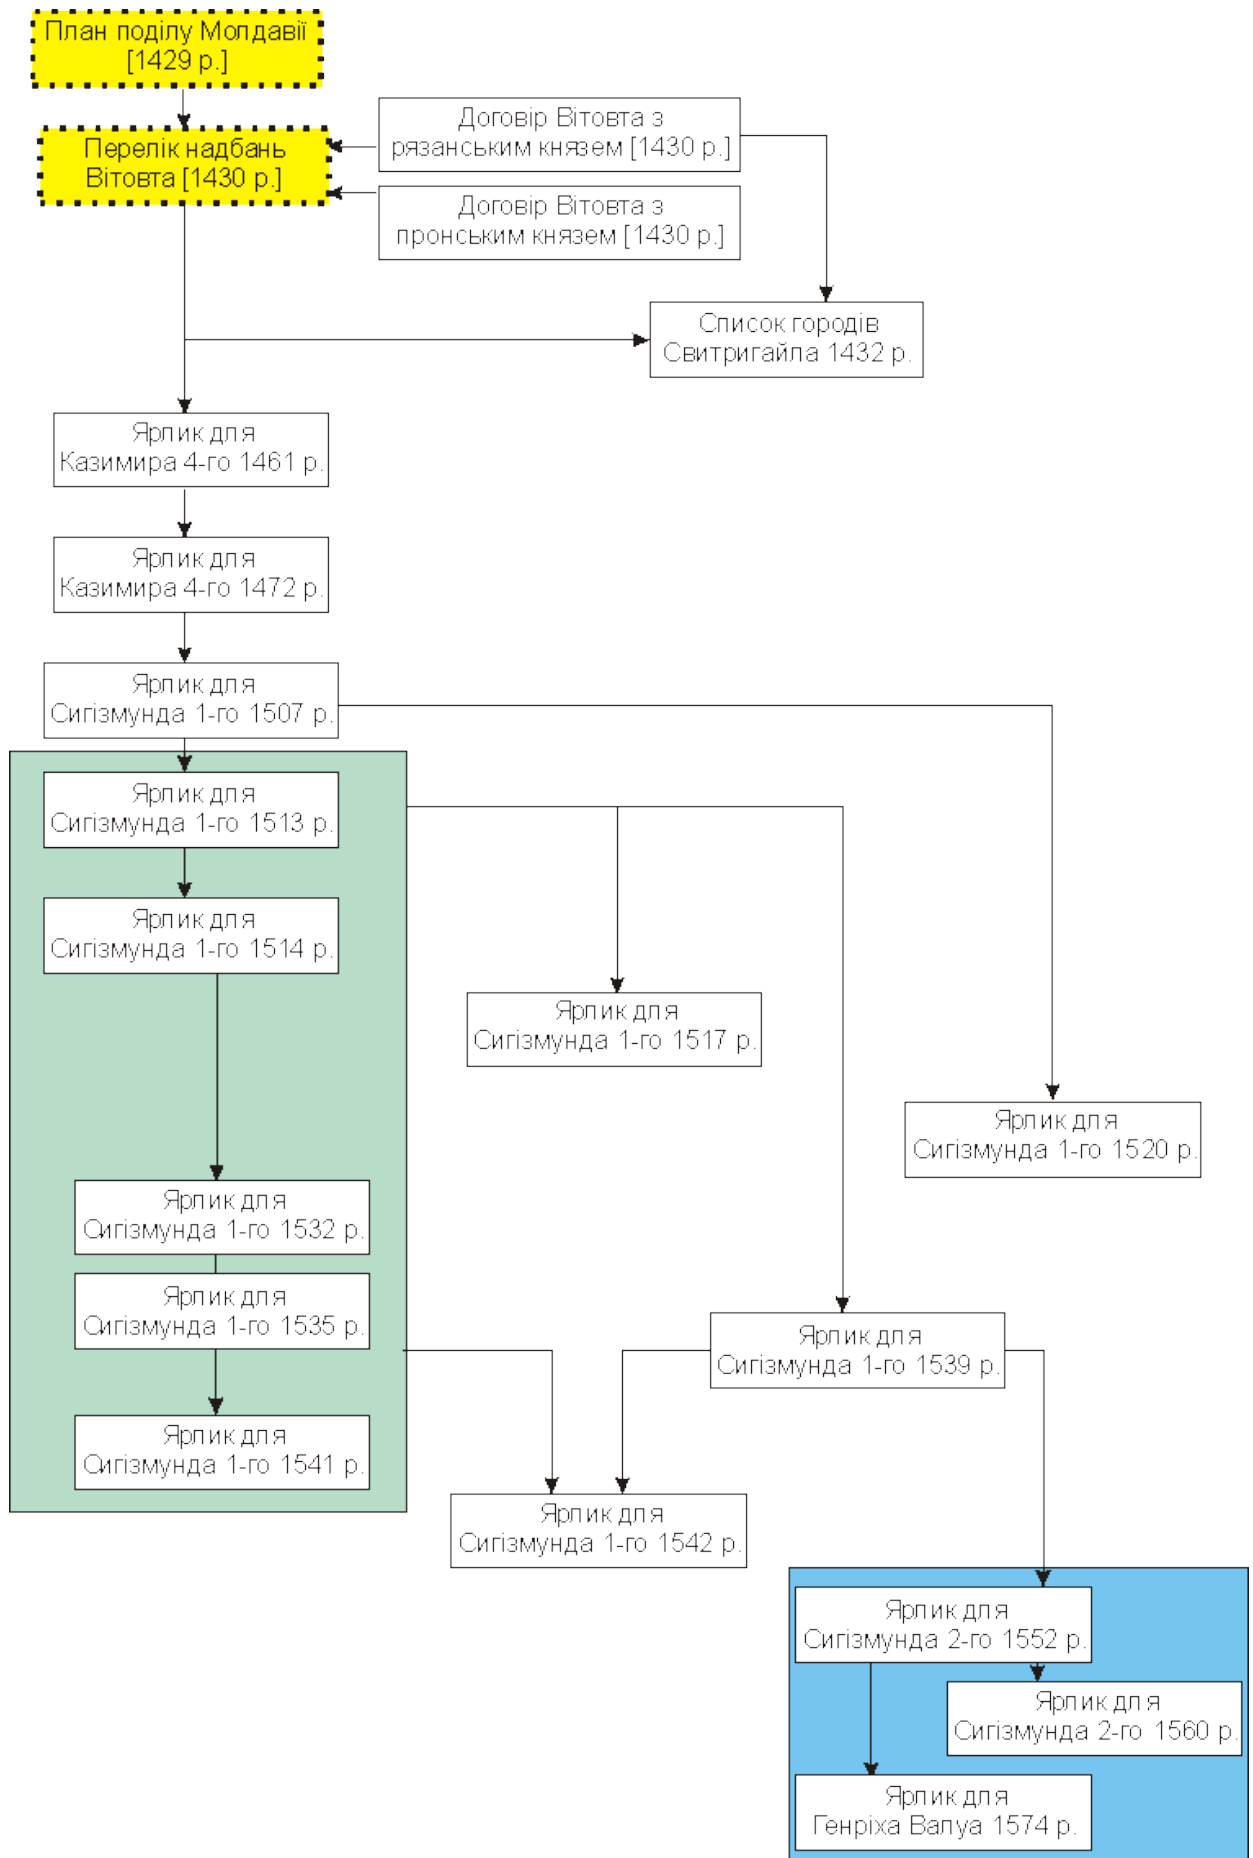 План поділу Молдавії
[1429 р.]
Перелік надбань
Вітовта [1430 р.]
Договір Вітовта з
рязанським князем [1430 р.]
Договір Вітовта з
пронським князем [1430 р.]
Список городів
Свитригайла 1432 р.
Ярлик для
Казимира 4-го 1461 р.
Ярлик для
Казимира 4-го 1472 р.
Ярлик для
Сигізмунда 1-го 1507 р.
Ярлик для
Сигізмунда 1-го 1513 р.
Ярлик для
Сигізмунда 1-го 1514 р.
Ярлик для
Сигізмунда 1-го 1517 р.
Ярлик для
Сигізмунда 1-го 1520 р.
Ярлик для
Сигізмунда 1-го 1532 р.
Ярлик для
Сигізмунда 1-го 1535 р.
Ярлик для
Сигізмунда 1-го 1539 р.
Ярлик для
Сигізмунда 1-го 1541 р.
Ярлик для
Сигізмунда 1-го 1542 р.
Ярлик для
Сигізмунда 2-го 1552 р.
Ярлик для
Сигізмунда 2-го 1560 р.
Ярлик для
Генріха Валуа 1574 р.